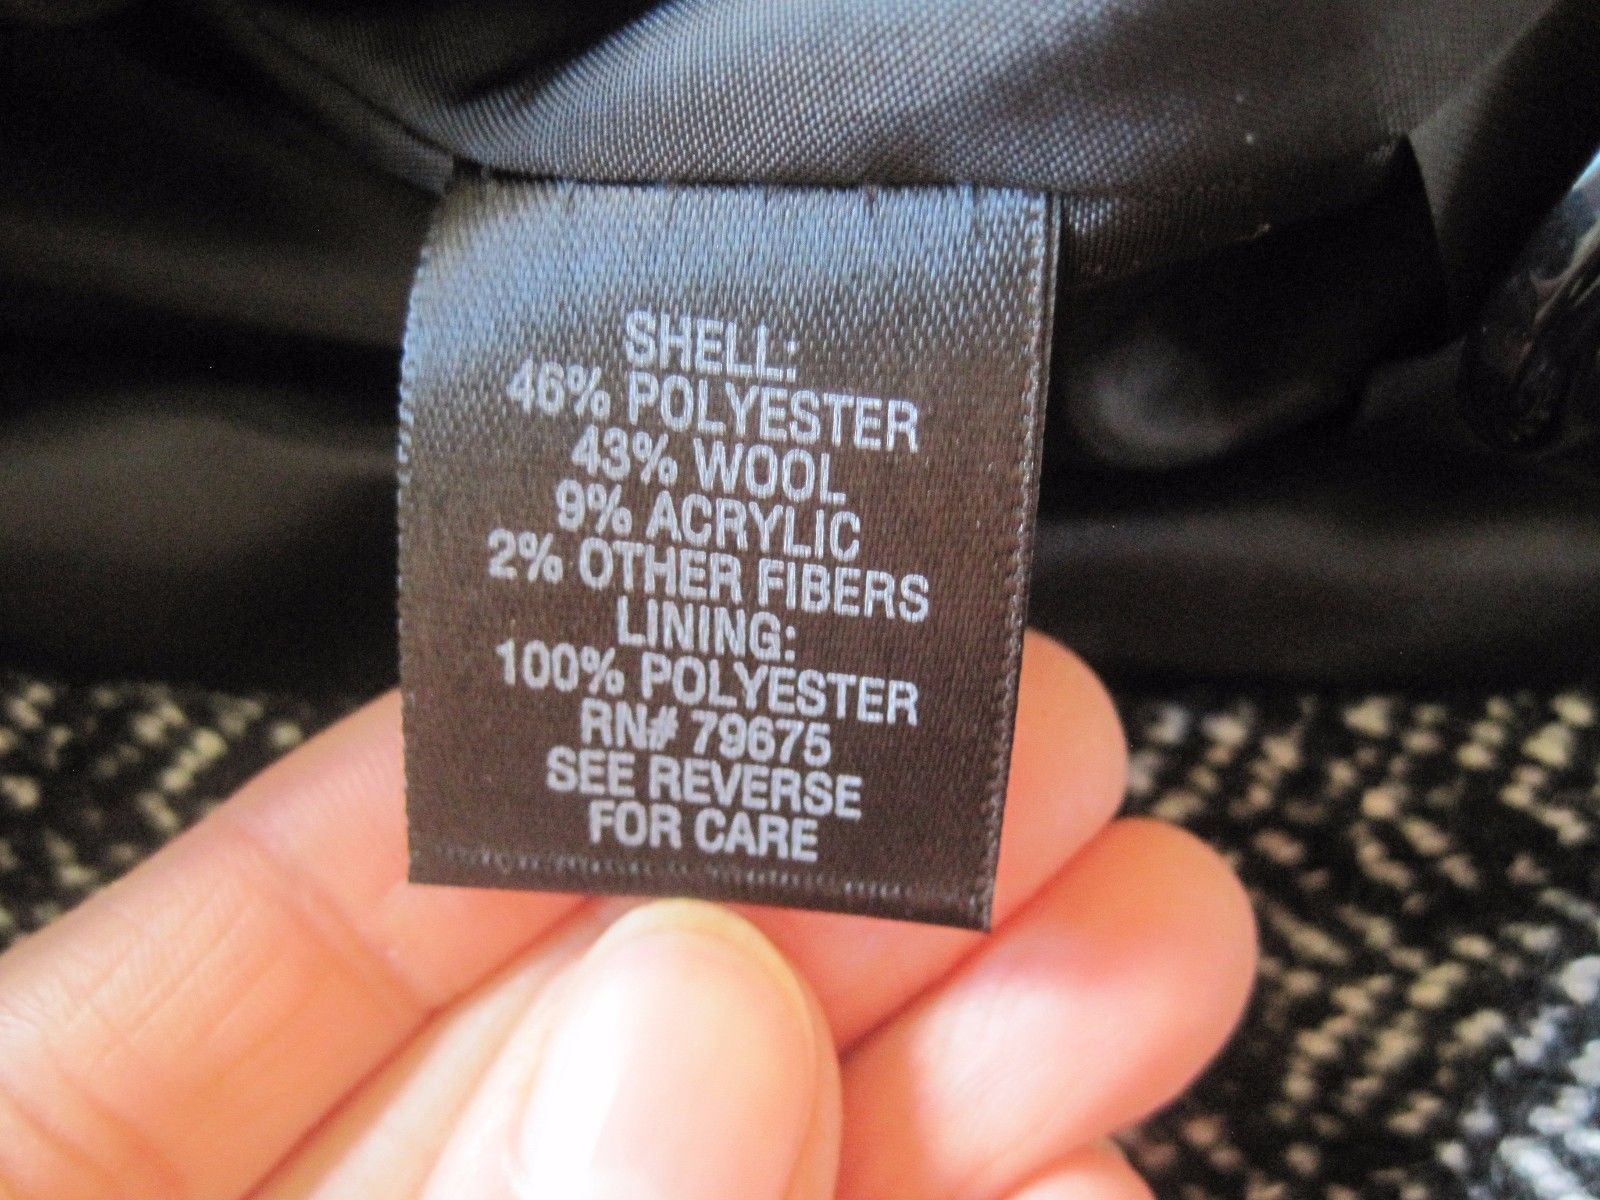 SHELL:
46% POLYESTER
43% WOOL
9% ACRYLIC
2% OTHER FIBERS
LINING:
100% POLYESTER
RN# 79675
SEE REVERSE
FOR CARE